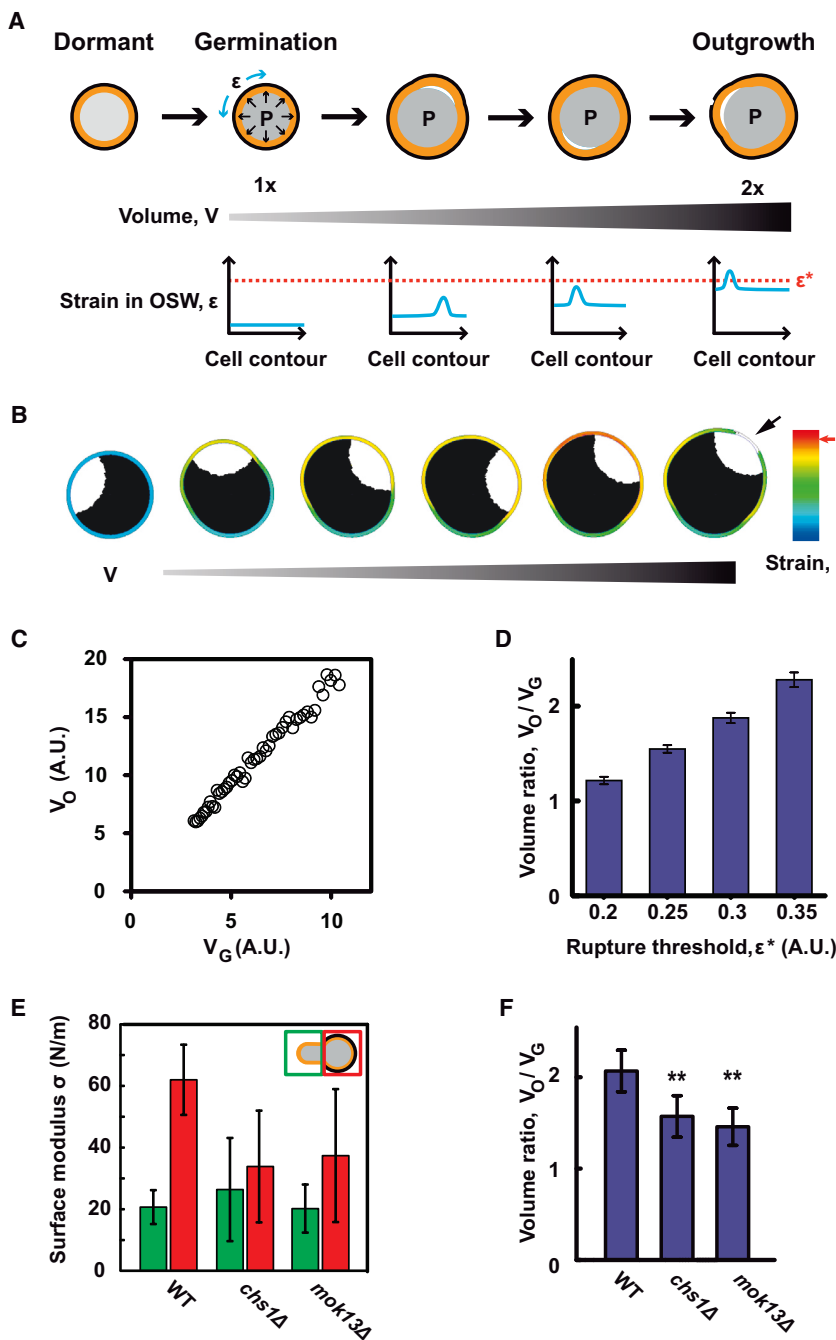 A
Dormant Germination Outgrowth
ε
P P P P
1x 2x
Volume, V
Strain in OSW, ε
ε*
Cell contour Cell contour Cell contour Cell contour
B
V
Strain,
C
V_O (A.U.)
20
15
10
5
0
0 5 10
V_G (A.U.)
D
Volume ratio, V_O / V_G
2
1
0
0.2 0.25 0.3 0.35
Rupture threshold,ε* (A.U.)
E
Surface modulus σ (N/m)
80
60
40
20
0
WT chs1Δ mok13Δ
F
Volume ratio, V_O / V_G
2
1
0
** **
WT chs1Δ mok13Δ